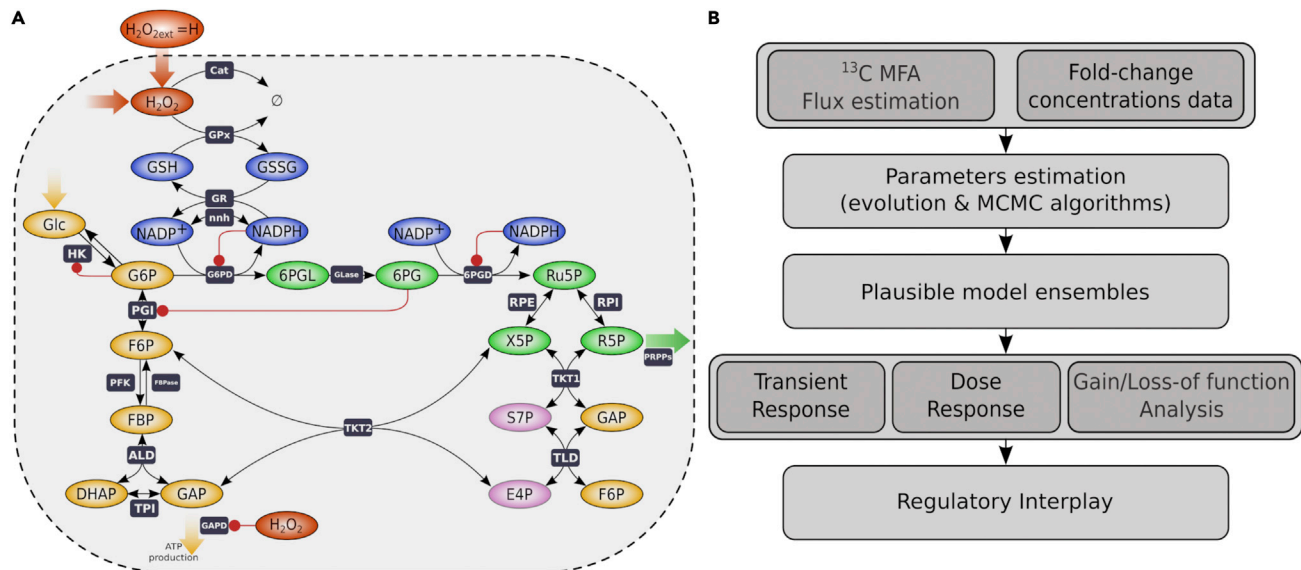 A
H₂O₂ext =H
Cat
H₂O₂
∅
GPx
GSH
GSSG
GR
nnh
Glc
NADP⁺
NADPH
NADP⁺
NADPH
HK
G6P
G6PD
6PGL
GLase
6PG
6PGD
Ru5P
PGI
RPE
RPI
F6P
X5P
R5P
PRPPs
PFK
FBPase
TKT1
FBP
TKT2
S7P
GAP
ALD
TLD
DHAP
GAP
E4P
F6P
TPI
GAPD
H₂O₂
ATP
production
B
¹³C MFA
Flux estimation
Fold-change
concentrations data
Parameters estimation
(evolution & MCMC algorithms)
Plausible model ensembles
Transient
Response
Dose
Response
Gain/Loss-of function
Analysis
Regulatory Interplay